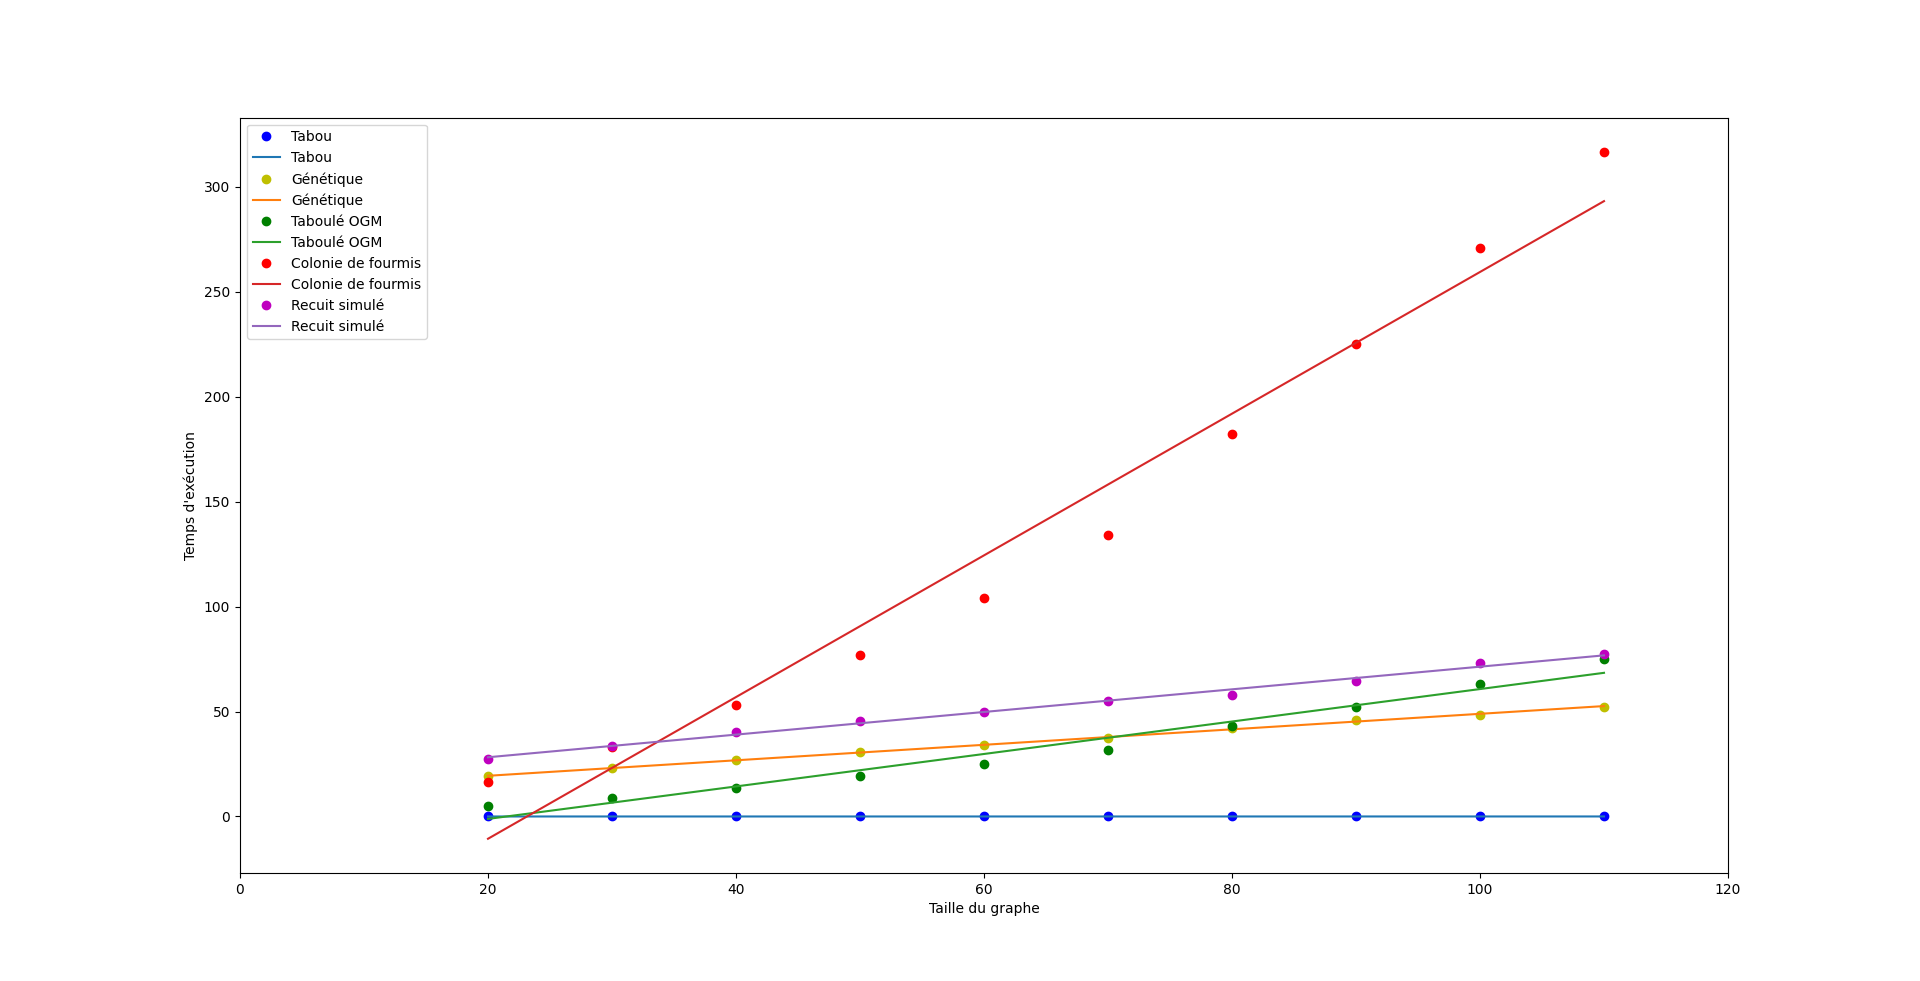 Tabou
Tabou
Génétique
Génétique
Taboulé OGM
Taboulé OGM
Colonie de fourmis
Colonie de fourmis
Recuit simulé
Recuit simulé
300
250
200
150
100
50
0
Temps d'exécution
0 20 40 60 80 100 120
Taille du graphe